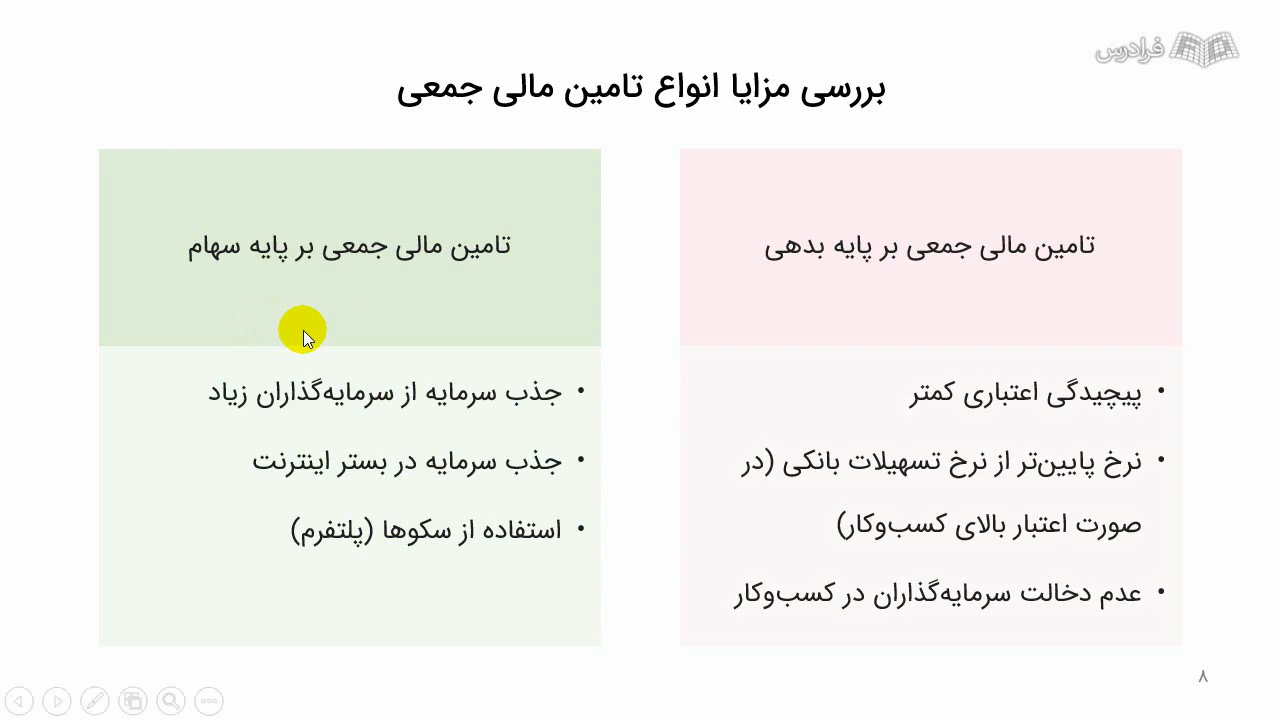 فرادرس
بررسی مزایا انواع تامین مالی جمعی
تامین مالی جمعی بر پایه بدهی
• پیچیدگی اعتباری کمتر
• نرخ پایین‌تر از نرخ تسهیلات بانکی (در
صورت اعتبار بالای کسب‌وکار)
• عدم دخالت سرمایه‌گذاران در کسب‌وکار
تامین مالی جمعی بر پایه سهام
• جذب سرمایه از سرمایه‌گذاران زیاد
• جذب سرمایه در بستر اینترنت
• استفاده از سکوها (پلتفرم)
۸